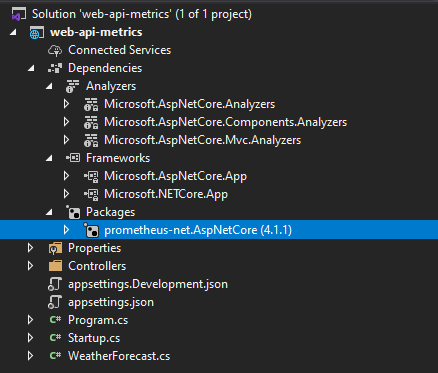 Solution 'web-api-metrics' (1 of 1 project)
web-api-metrics
Connected Services
Dependencies
Analyzers
Microsoft.AspNetCore.Analyzers
Microsoft.AspNetCore.Components.Analyzers
Microsoft.AspNetCore.Mvc.Analyzers
Frameworks
Microsoft.AspNetCore.App
Microsoft.NETCore.App
Packages
prometheus-net.AspNetCore (4.1.1)
Properties
Controllers
appsettings.Development.json
appsettings.json
C# Program.cs
C# Startup.cs
C# WeatherForecast.cs